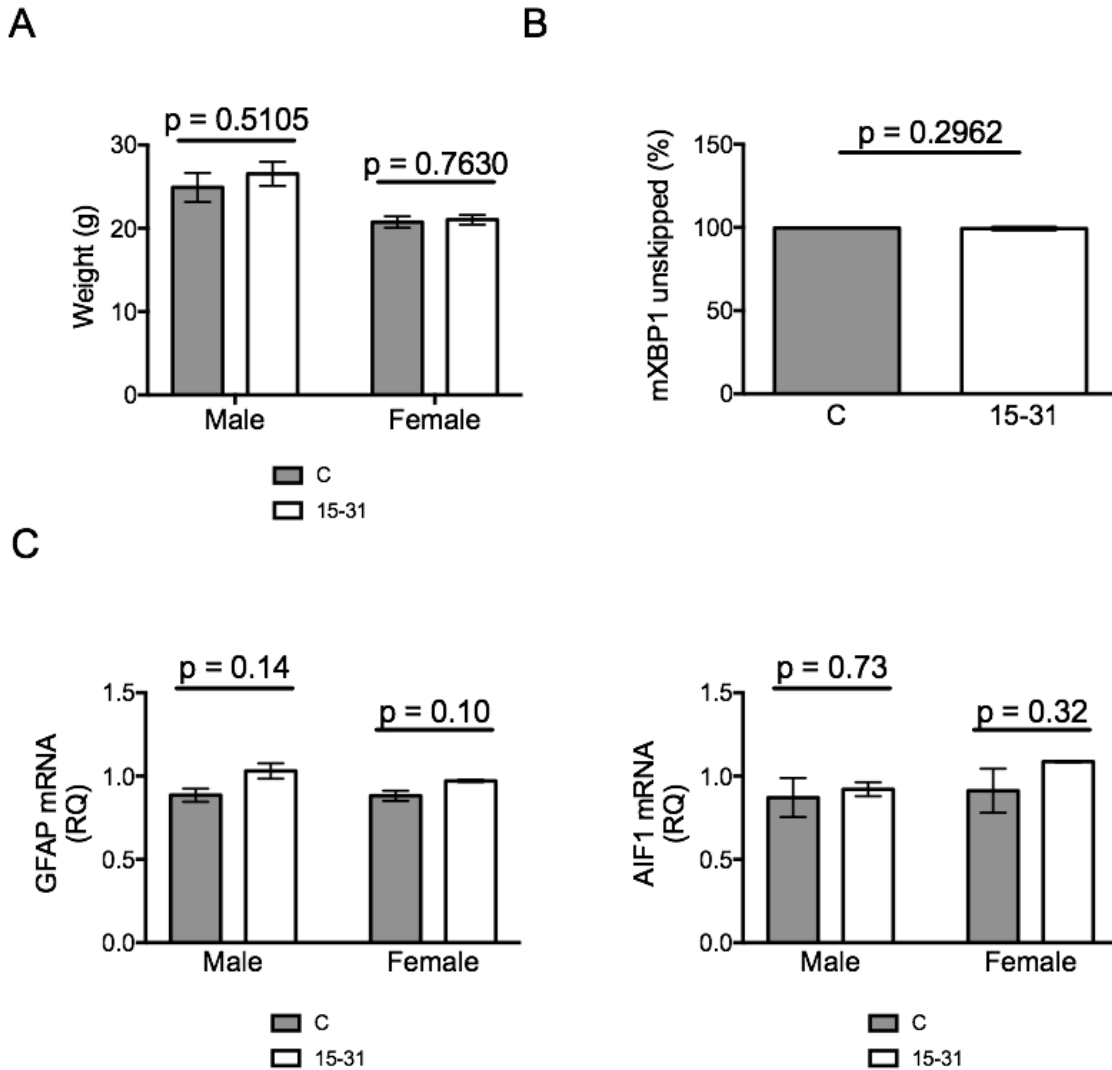 A
p = 0.5105
p = 0.7630
30
20
10
0
Weight (g)
Male
Female
C
15-31
B
p = 0.2962
150
100
50
0
mXBP1 unskipped (%)
C
15-31
C
p = 0.14
p = 0.10
1.5
1.0
0.5
0.0
GFAP mRNA
(RQ)
Male
Female
C
15-31
p = 0.73
p = 0.32
1.5
1.0
0.5
0.0
AIF1 mRNA
(RQ)
Male
Female
C
15-31